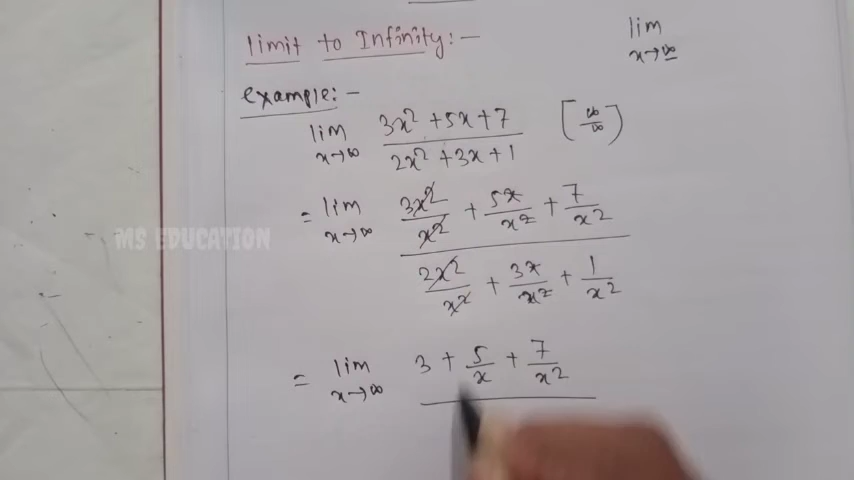 limit to Infinity:-
lim
x→∞
example:-
lim x→∞ (3x² + 5x + 7)/(2x² + 3x + 1) [∞/∞]
= lim x→∞ (3x²/x² + 5x/x² + 7/x²)/(2x²/x² + 3x/x² + 1/x²)
MS EDUCATION
= lim x→∞ 3 + 5/x + 7/x²